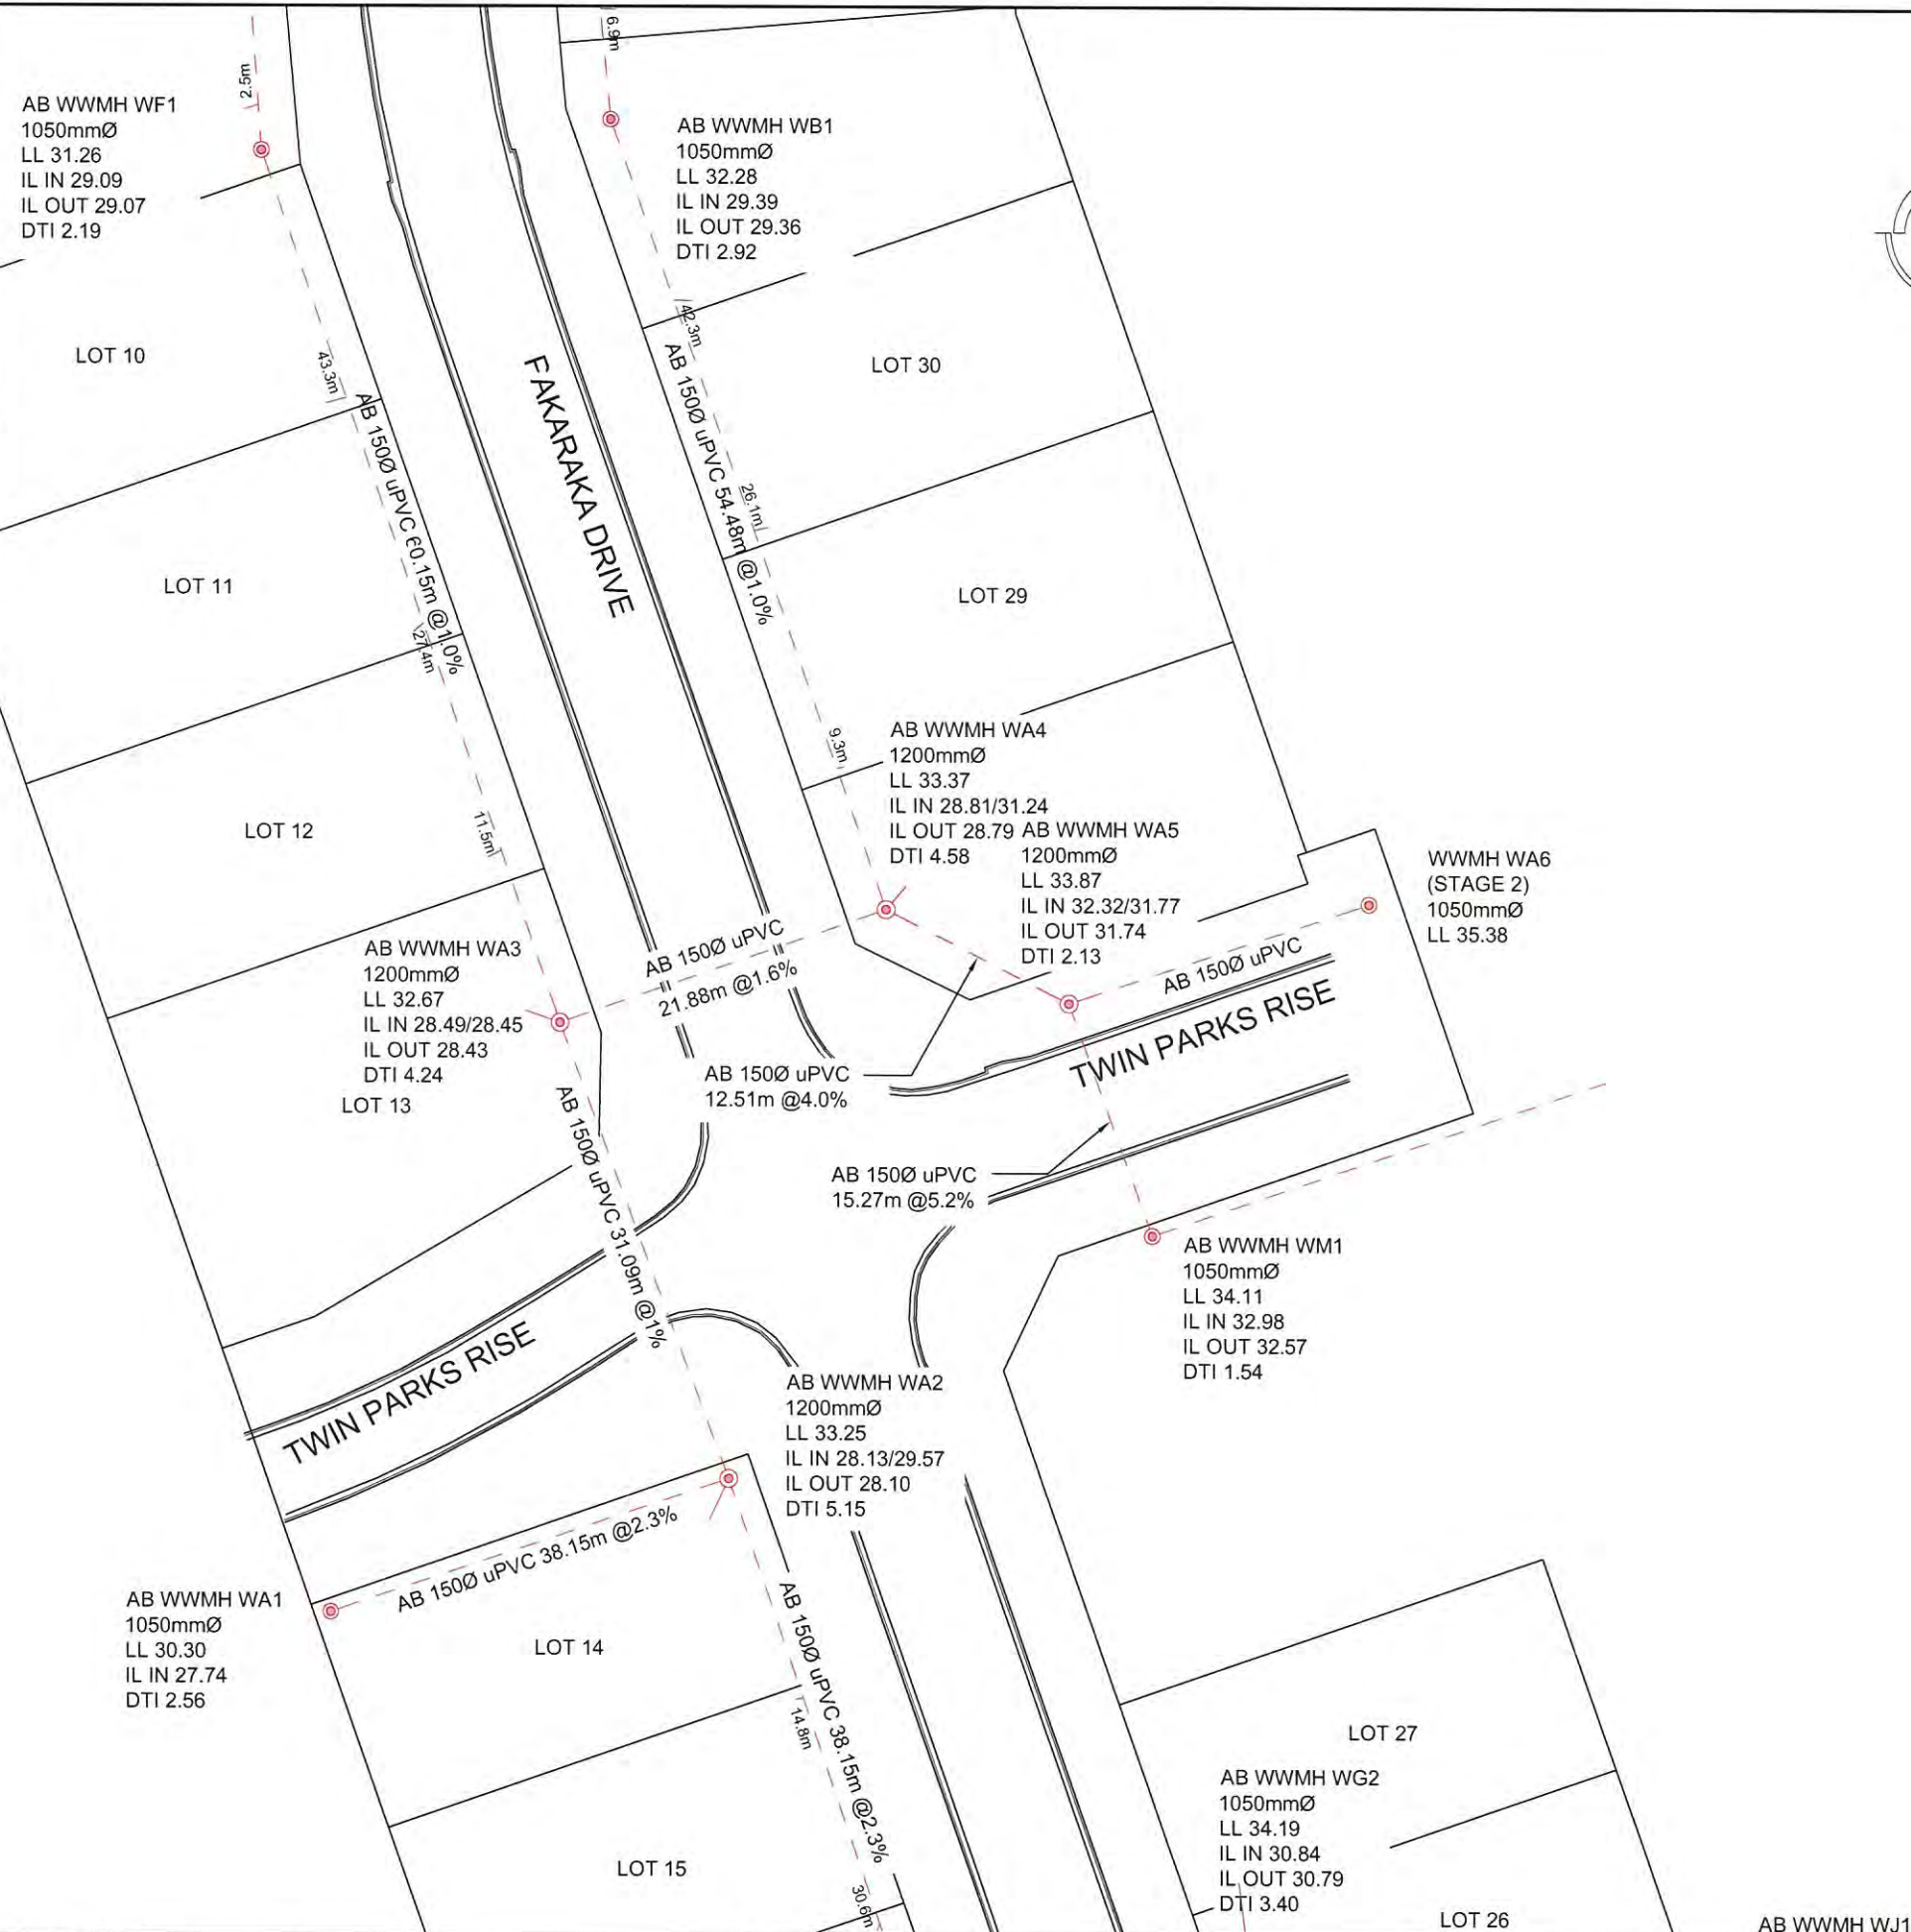 6.9m
2.5m
AB WWMH WF1
1050mmØ
LL 31.26
IL IN 29.09
IL OUT 29.07
DTI 2.19
AB WWMH WB1
1050mmØ
LL 32.28
IL IN 29.39
IL OUT 29.36
DTI 2.92
42.3m
LOT 10
LOT 30
43.3m
AB 150Ø uPVC 60.15m @1.0%
FAKARAKA DRIVE
AB 150Ø uPVC 54.48m @1.0%
26.1m
LOT 11
LOT 29
27.4m
9.3m
AB WWMH WA4
1200mmØ
LL 33.37
IL IN 28.81/31.24
IL OUT 28.79
DTI 4.58
LOT 12
11.5m
AB WWMH WA5
1200mmØ
LL 33.87
IL IN 32.32/31.77
IL OUT 31.74
DTI 2.13
WWMH WA6
(STAGE 2)
1050mmØ
LL 35.38
AB WWMH WA3
1200mmØ
LL 32.67
IL IN 28.49/28.45
IL OUT 28.43
DTI 4.24
LOT 13
AB 150Ø uPVC
21.88m @1.6%
AB 150Ø uPVC
TWIN PARKS RISE
AB 150Ø uPVC
12.51m @4.0%
AB 150Ø uPVC 31.09m @1%
AB 150Ø uPVC
15.27m @5.2%
AB WWMH WM1
1050mmØ
LL 34.11
IL IN 32.98
IL OUT 32.57
DTI 1.54
TWIN PARKS RISE
AB WWMH WA2
1200mmØ
LL 33.25
IL IN 28.13/29.57
IL OUT 28.10
DTI 5.15
AB 150Ø uPVC 38.15m @2.3%
AB WWMH WA1
1050mmØ
LL 30.30
IL IN 27.74
DTI 2.56
LOT 14
AB 150Ø uPVC 38.15m @2.3%
14.8m
LOT 27
AB WWMH WG2
1050mmØ
LL 34.19
IL IN 30.84
IL OUT 30.79
DTI 3.40
LOT 15
30.6m
LOT 26
AB WWMH WJ1